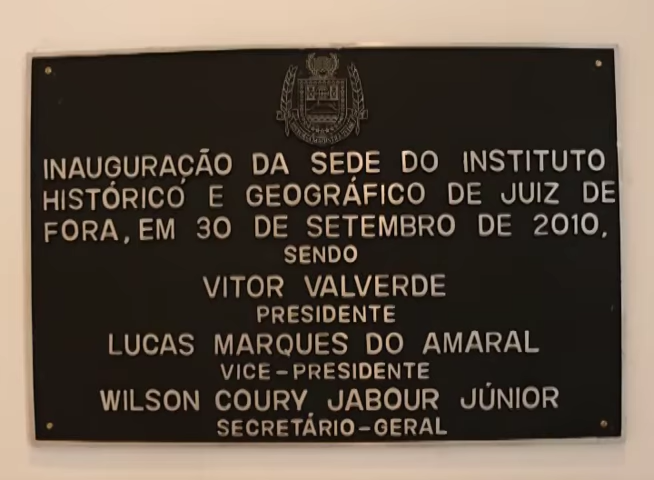 INAUGURAÇÃO DA SEDE DO INSTITUTO
HISTÓRICO E GEOGRÁFICO DE JUIZ DE
FORA, EM 30 DE SETEMBRO DE 2010,
SENDO
VITOR VALVERDE
PRESIDENTE
LUCAS MARQUES DO AMARAL
VICE-PRESIDENTE
WILSON COURY JABOUR JÚNIOR
SECRETÁRIO-GERAL